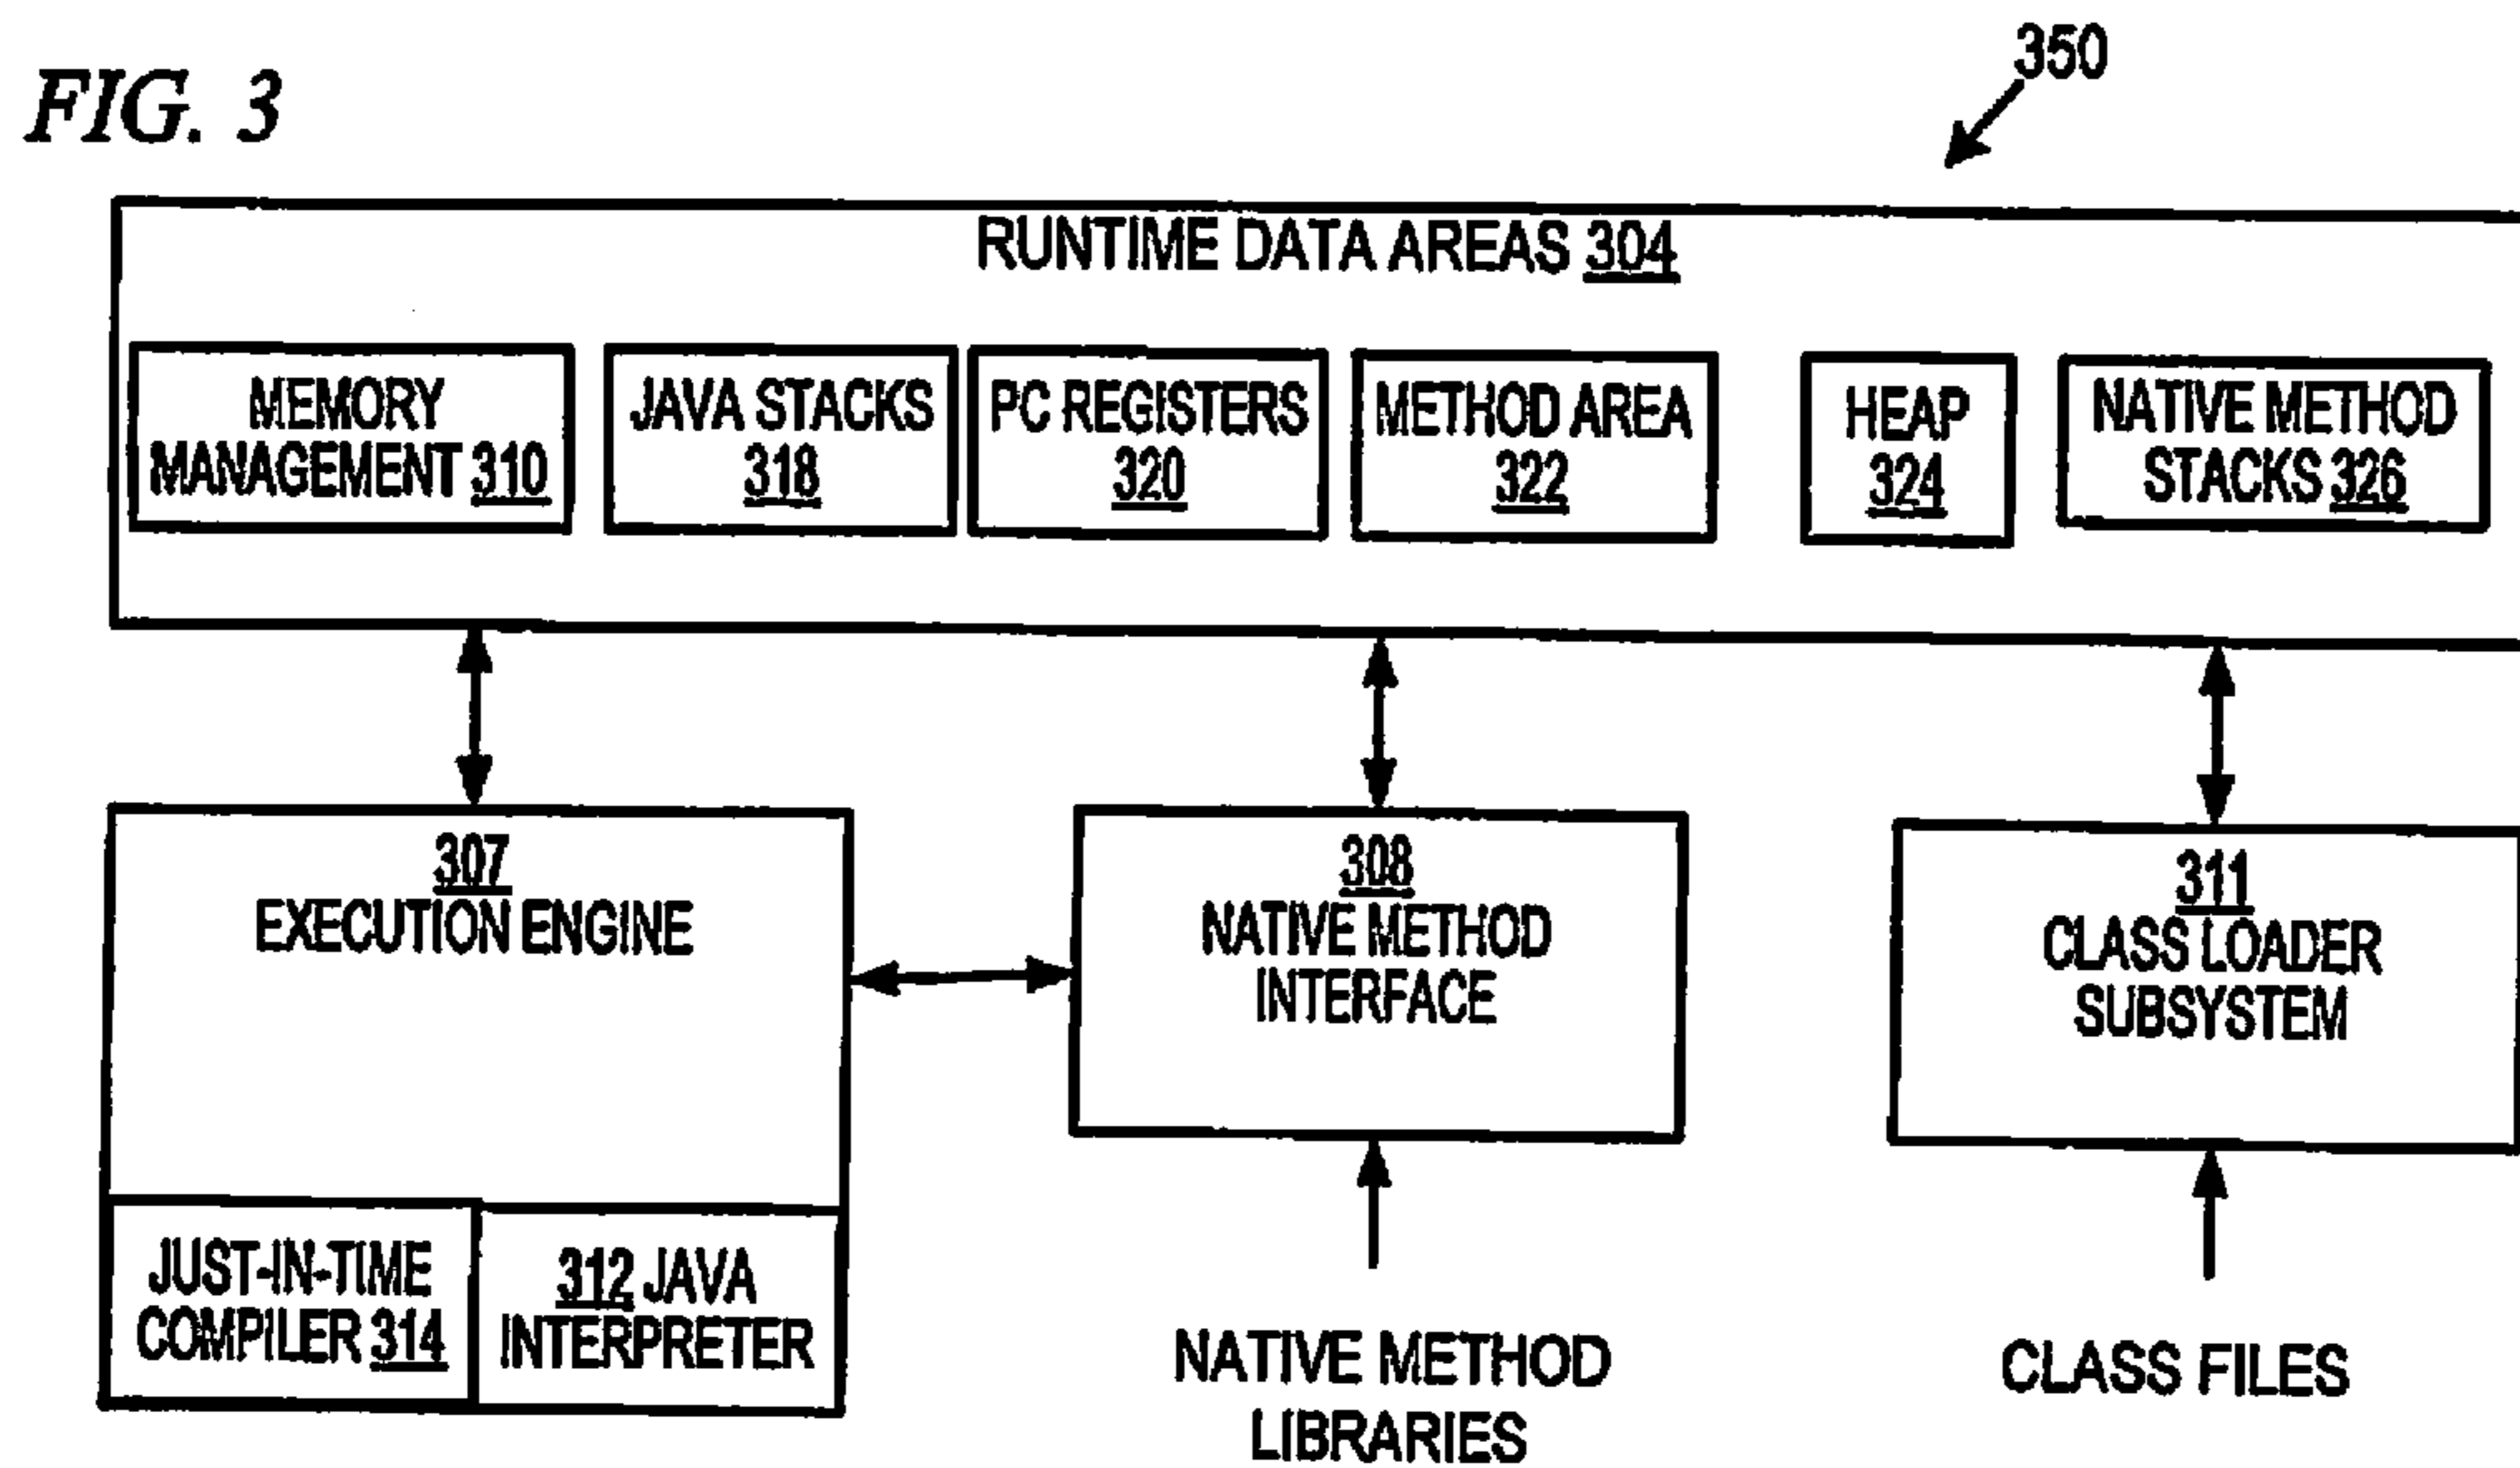 FIG. 3
350
RUNTIME DATA AREAS 304
MEMORY
MANAGEMENT 310
JAVA STACKS
318
PC REGISTERS
320
METHOD AREA
322
HEAP
324
NATIVE METHOD
STACKS 326
307
EXECUTION ENGINE
JUST-IN-TIME
COMPILER 314
312 JAVA
INTERPRETER
308
NATIVE METHOD
INTERFACE
NATIVE METHOD
LIBRARIES
311
CLASS LOADER
SUBSYSTEM
CLASS FILES